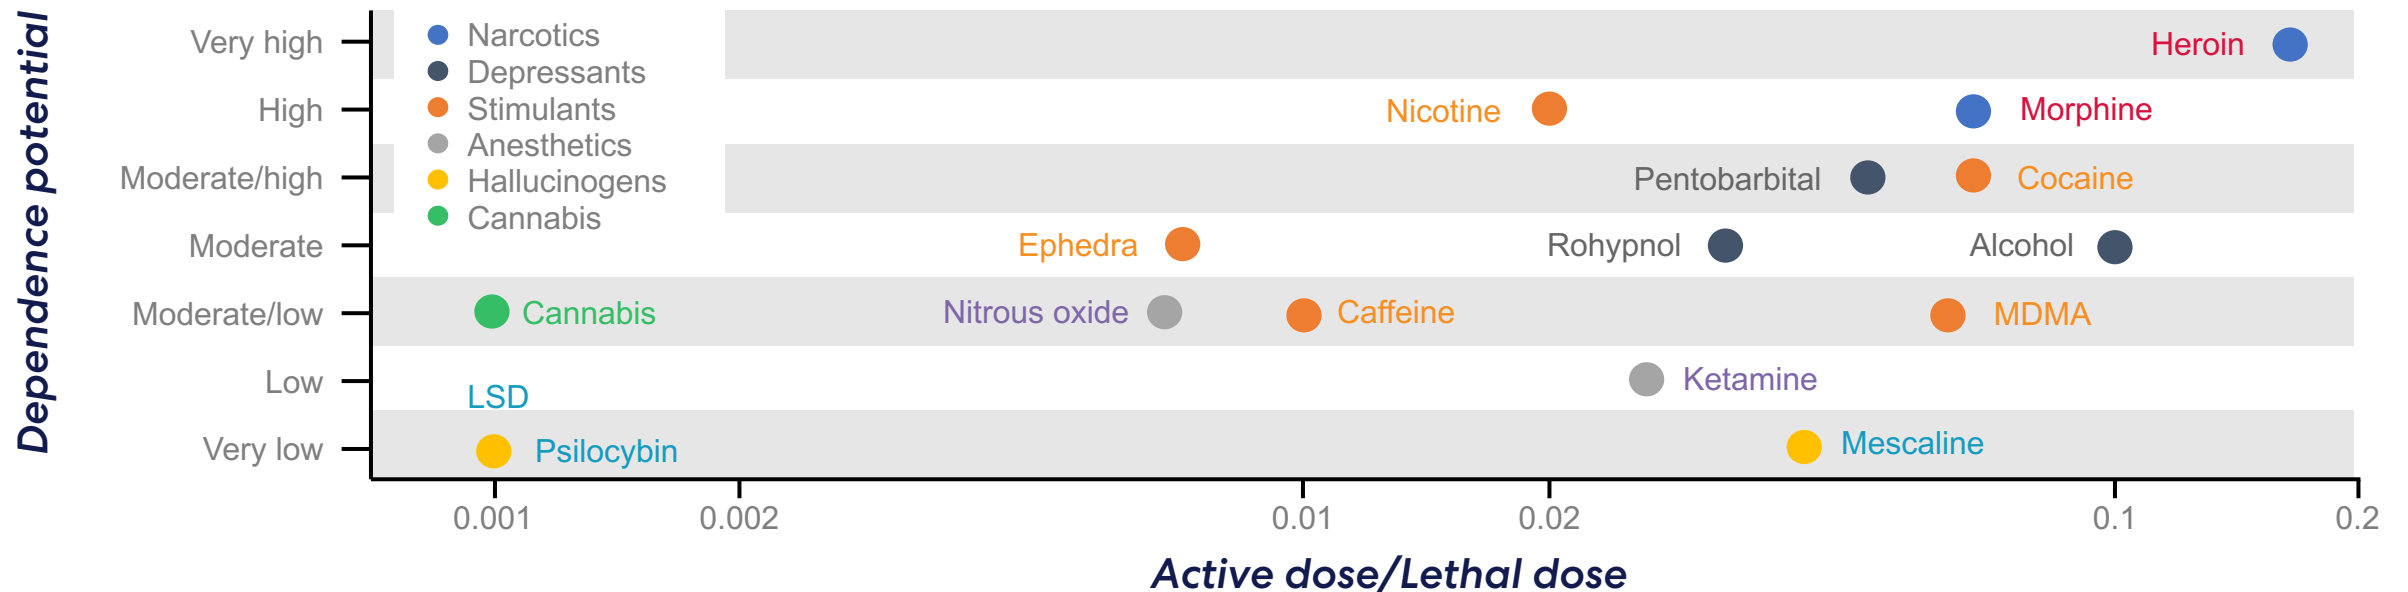 Dependence potential
Very high
High
Moderate/high
Moderate
Moderate/low
Low
Very low
Narcotics
Depressants
Stimulants
Anesthetics
Hallucinogens
Cannabis
Heroin
Nicotine
Morphine
Pentobarbital
Cocaine
Ephedra
Rohypnol
Alcohol
Cannabis
Nitrous oxide
Caffeine
MDMA
LSD
Ketamine
Psilocybin
Mescaline
0.001
0.002
0.01
0.02
0.1
0.2
Active dose/Lethal dose